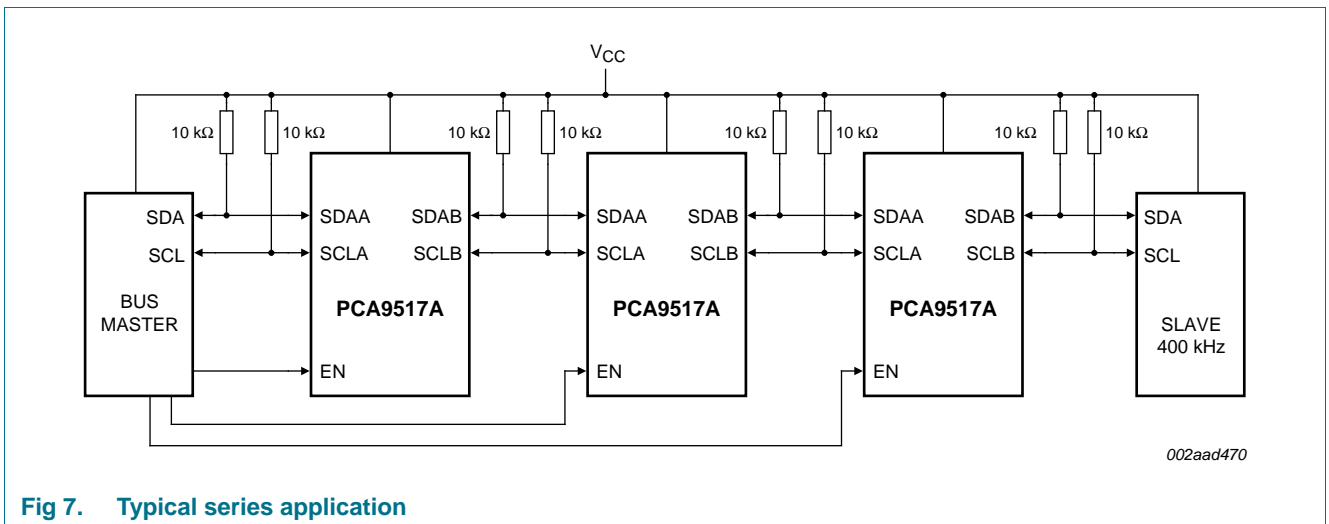 VCC
10 kΩ 10 kΩ 10 kΩ 10 kΩ 10 kΩ 10 kΩ 10 kΩ 10 kΩ
SDA SDAA SDAB SDAA SDAB SDAA SDAB SDA
SCL SCLA SCLB SCLA SCLB SCLA SCLB SCL
BUS
MASTER
PCA9517A PCA9517A PCA9517A
SLAVE
400 kHz
EN EN EN
002aad470
Fig 7. Typical series application